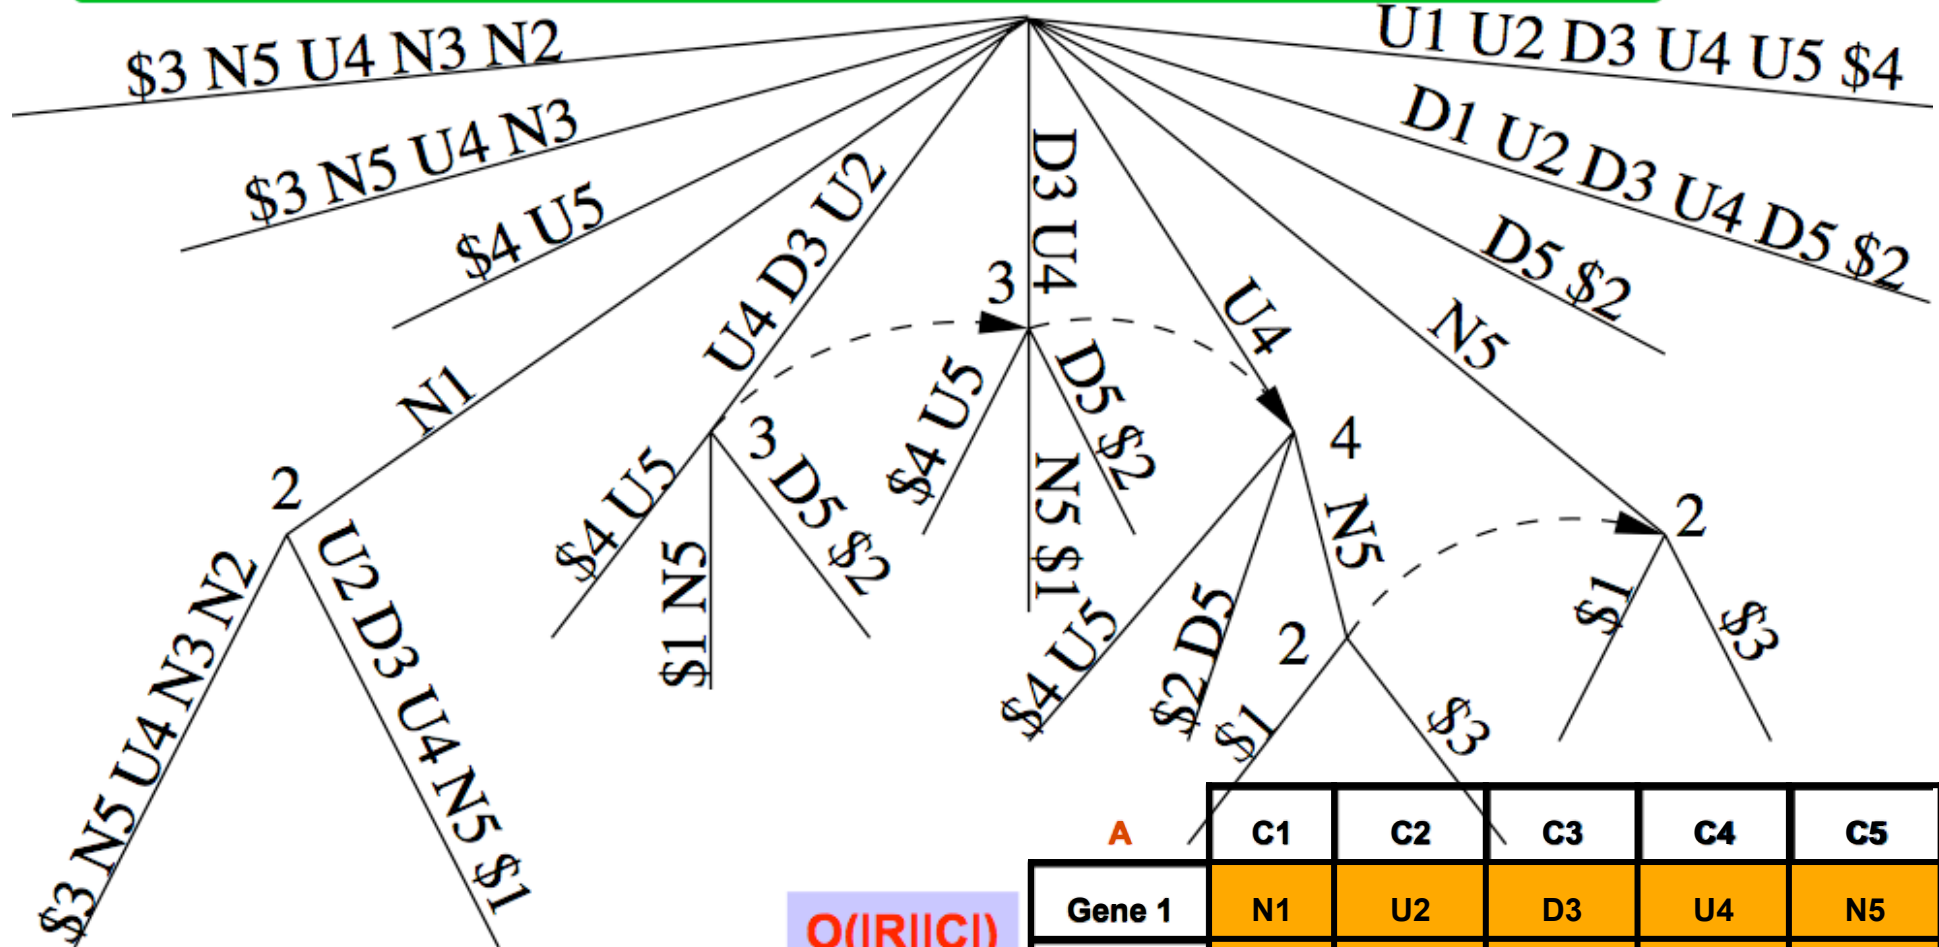 $3 N5 U4 N3 N2
U1 U2 D3 U4 U5 $4
$3 N5 U4 N3
D1 U2 D3 U4 D5 $2
$4 U5
D5 $2
N1
U4 D3 U2
D3 U4
U4
N5
2
3
3
4
2
$3 N5 U4 N3 N2
U2 D3 U4 N5 $1
$4 U5
$1 N5
D5 $2
$4 U5
N5 $1
D5 $2
$4 U5
$2 D5
N5
2
$1
$3
$1
$3
A C1 C2 C3 C4 C5
Gene 1 N1 U2 D3 U4 N5
O(|R||C|)